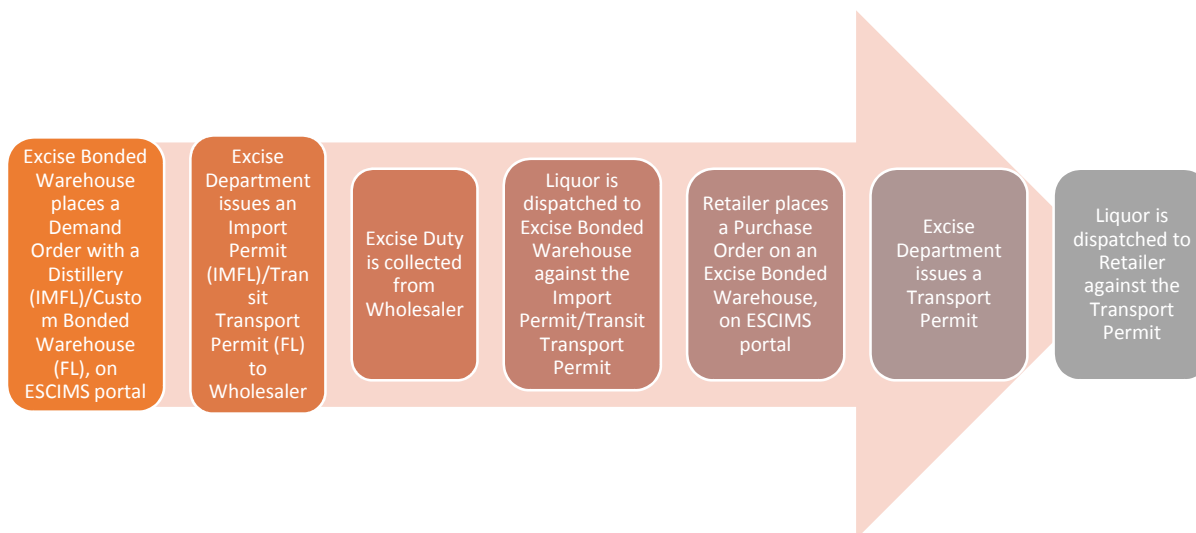 Excise Bonded
Warehouse
places a
Demand
Order with a
Distillery
(IMFL)/Custo
m Bonded
Warehouse
(FL), on
ESCIMS portal
Excise
Department
issues an
Import
Permit
(IMFL)/Tran
sit
Transport
Permit (FL)
to
Wholesaler
Excise Duty
is collected
from
Wholesaler
Liquor is
dispatched to
Excise Bonded
Warehouse
against the
Import
Permit/Transit
Transport
Permit
Retailer places
a Purchase
Order on an
Excise Bonded
Warehouse,
on ESCIMS
portal
Excise
Department
issues a
Transport
Permit
Liquor is
dispatched to
Retailer
against the
Transport
Permit